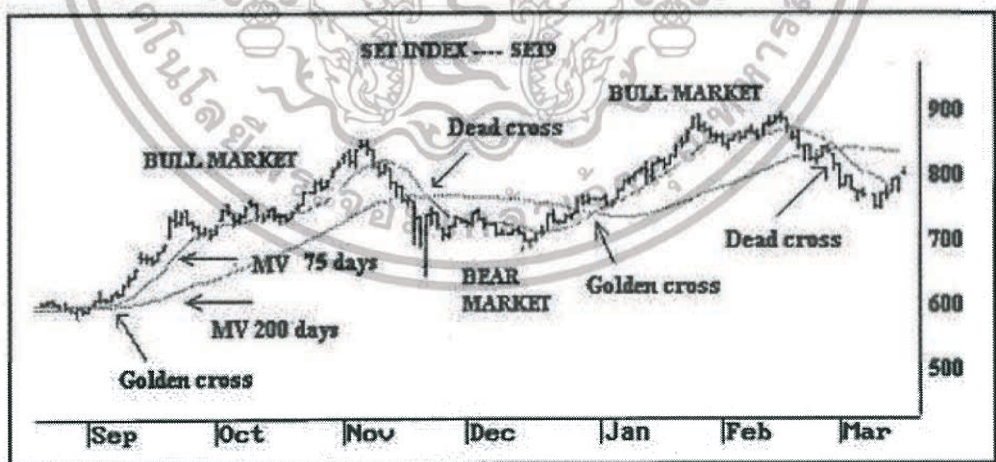 SET INDEX ---- SET9
BULL MARKET
900
Dead cross
BULL MARKET
800
Dead cross
700
MV 75 days
BEAR
MARKET
Golden cross
MV 200 days
600
Golden cross
500
Sep
Oct
Nov
Dec
Jan
Feb
Mar